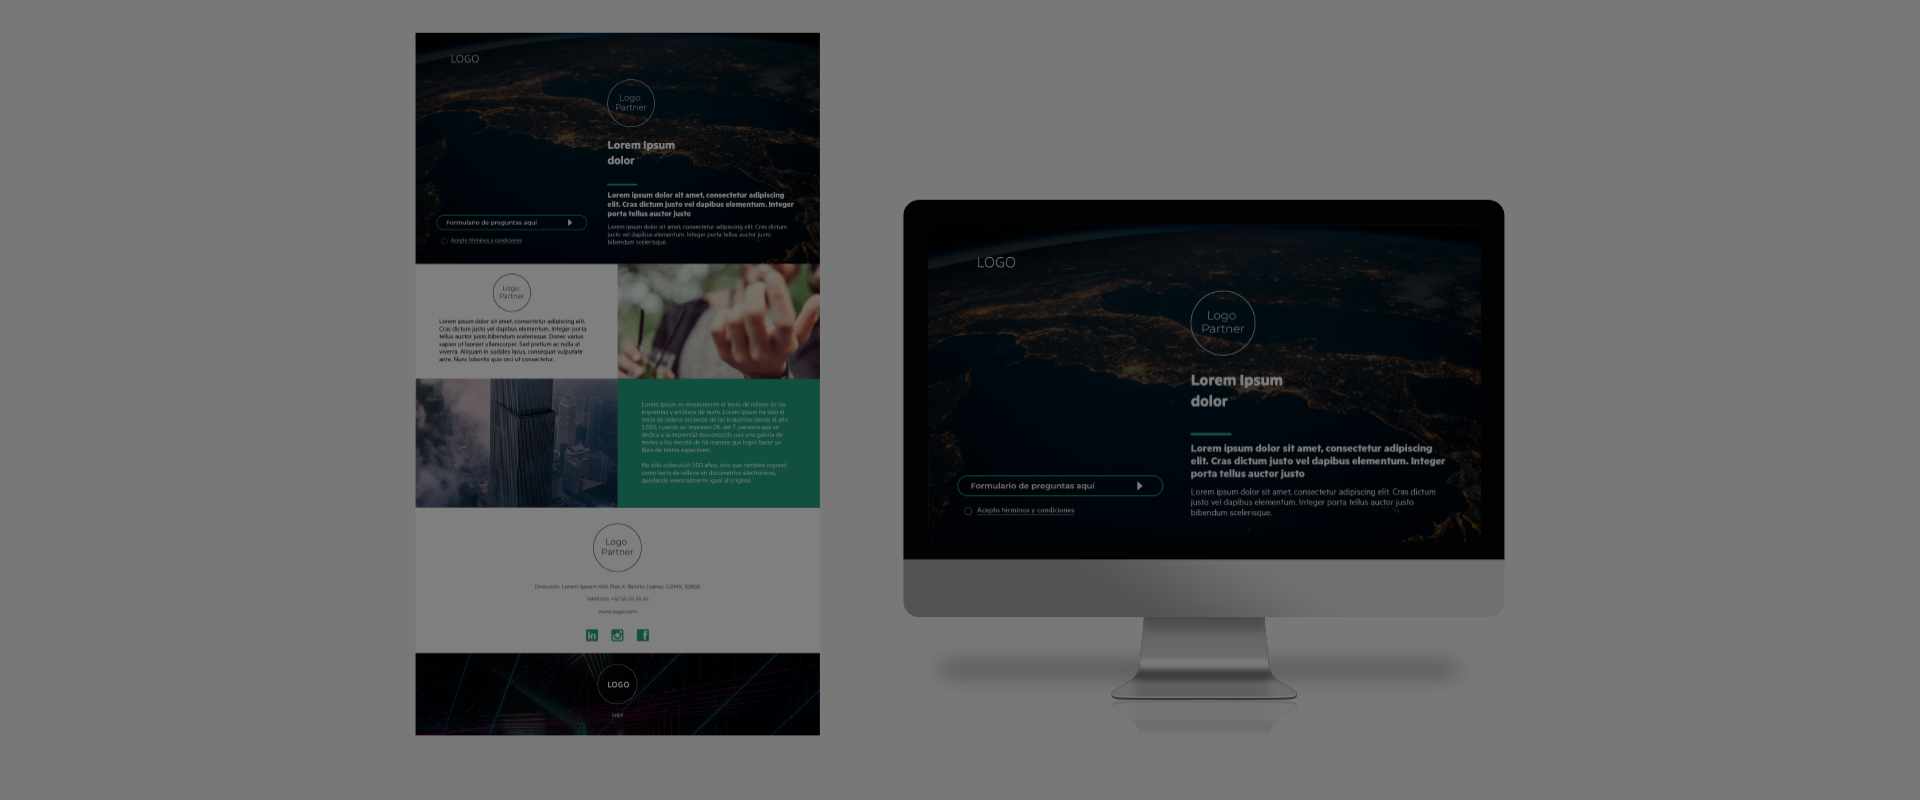 LOGO
Logo
Partner
Lorem Ipsum
dolor
Lorem ipsum dolor sit amet, consectetur adipiscing
elit. Cras dictum justo vel dapibus elementum. Integer
porta tellus auctor justo
Lorem ipsum dolor sit amet, consectetur adipiscing elit. Cras dictum
justo vel dapibus elementum. Integer porta tellus auctor justo
bibendum scelerisque.
Formulario de preguntas aquí
Acepto términos y condiciones
Logo
Partner
Lorem ipsum dolor sit amet, consectetur adipiscing elit.
Cras dictum justo vel dapibus elementum. Integer porta
tellus auctor justo bibendum scelerisque. Donec varius
sapien ut laoreet ullamcorper. Sed pretium ac nulla at
viverra. Aliquam in sodales lacus, consequat vulputate
ante. Nunc lobortis quis orci ut consectetur.
Lorem Ipsum es simplemente el texto de relleno de las
imprentas y archivos de texto. Lorem Ipsum ha sido el
texto de relleno estándar de las industrias desde el año
1500, cuando un impresor (N. del T. persona que se
dedica a la imprenta) desconocido usó una galería de
textos y los mezcló de tal manera que logró hacer un
libro de textos especimen.
No sólo sobrevivió 500 años, sino que tambien ingresó
como texto de relleno en documentos electrónicos,
quedando esencialmente igual al original.
Logo
Partner
Dirección: Lorem Ipsum XXX Piso X, Benito Juárez, CDMX, 03650
Teléfono: +52 55 55 55 55
www.logo.com
in
f
LOGO
LOGO
Logo
Partner
Lorem Ipsum
dolor
Lorem ipsum dolor sit amet, consectetur adipiscing
elit. Cras dictum justo vel dapibus elementum. Integer
porta tellus auctor justo
Lorem ipsum dolor sit amet, consectetur adipiscing elit. Cras dictum
justo vel dapibus elementum. Integer porta tellus auctor justo
bibendum scelerisque.
Formulario de preguntas aquí
Acepto términos y condiciones